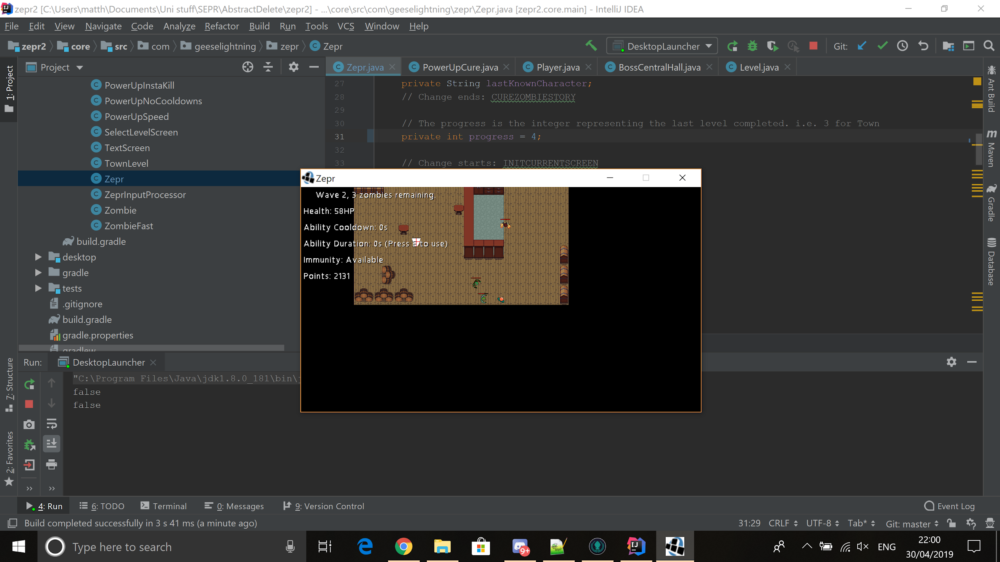 zepr2 [C:\Users\matth\Documents\Uni stuff\SEPR\AbstractDelete\zepr2] - ...\core\src\com\geeselightning\zepr\Zepr.java [zepr2.core.main] - IntelliJ IDEA
File Edit View Navigate Code Analyze Refactor Build Run Tools VCS Window Help
zepr2 core src com geeselightning zepr Zepr DesktopLauncher Git:
Project Zepr.java PowerUpCure.java Player.java BossCentralHall.java Level.java
1: Project
7: Structure
2: Favorites
PowerUpInstaKill
PowerUpNoCooldowns
PowerUpSpeed
SelectLevelScreen
TextScreen
TownLevel
Zepr
ZeprInputProcessor
Zombie
ZombieFast
build.gradle
desktop
gradle
tests
.gitignore
build.gradle
gradle.properties
gradlew
27 private String lastKnownCharacter;
28 // Change ends: CUREZOMBIESTORY
29
30 // The progress is the integer representing the last level completed. i.e. 3 for Town
31 private int progress = 4;
32
33 // Change starts: INITCURRENTSCREEN
Ant Build
Maven
Gradle
Database
Zepr
Wave 2, 3 zombies remaining.
Health: 58HP
Ability Cooldown: 0s
Ability Duration: 0s (Press E to use)
Immunity: Available
Points: 2131
Run: DesktopLauncher
"C:\Program Files\Java\jdk1.8.0_181\bin\j
false
false
4: Run 6: TODO Terminal 0: Messages 9: Version Control Event Log
Build completed successfully in 3 s 41 ms (a minute ago) 31:29 CRLF UTF-8 Tab* Git: master
Type here to search 9+ ENG 22:00
30/04/2019